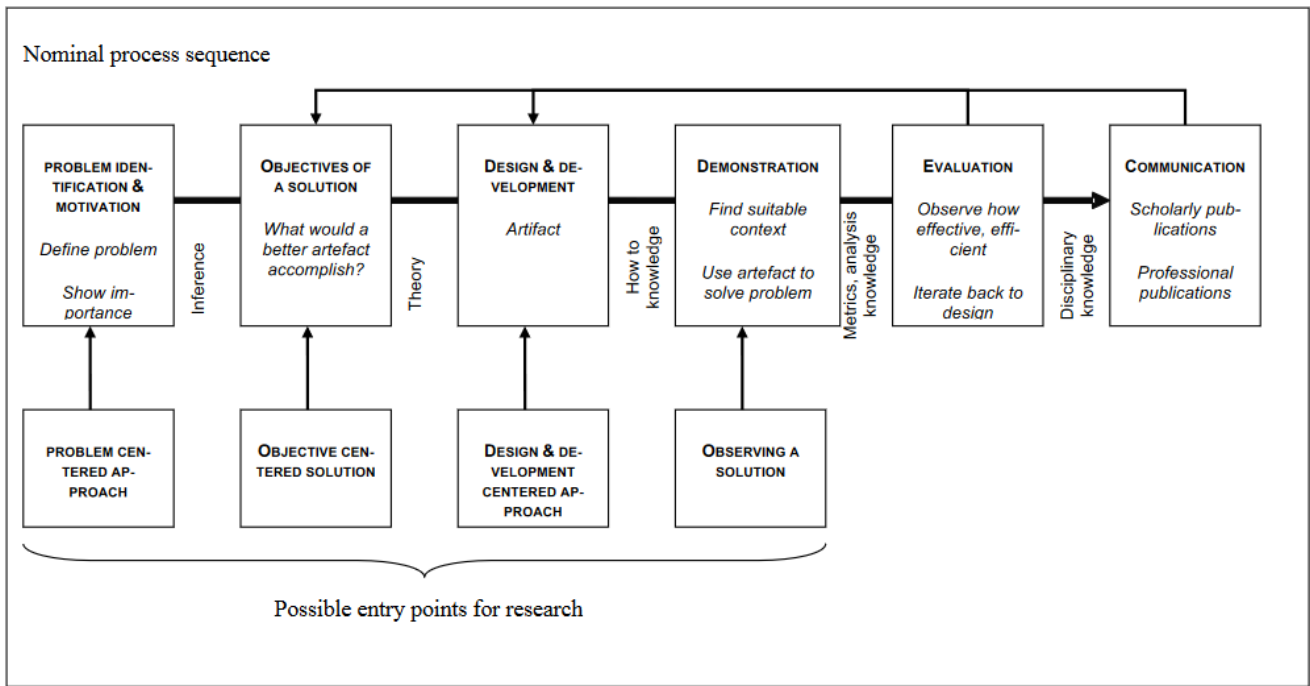 Nominal process sequence
PROBLEM IDEN-
TIFICATION &
MOTIVATION
Define problem
Show im-
portance
Inference
OBJECTIVES OF
A SOLUTION
What would a
better artefact
accomplish?
Theory
DESIGN & DE-
VELOPMENT
Artifact
How to
knowledge
DEMONSTRATION
Find suitable
context
Use artefact to
solve problem
Metrics, analysis
knowledge
EVALUATION
Observe how
effective, effi-
cient
Iterate back to
design
Disciplinary
knowledge
COMMUNICATION
Scholarly pub-
lications
Professional
publications
PROBLEM CEN-
TERED AP-
PROACH
OBJECTIVE CEN-
TERED SOLUTION
DESIGN & DE-
VELOPMENT
CENTERED AP-
PROACH
OBSERVING A
SOLUTION
Possible entry points for research